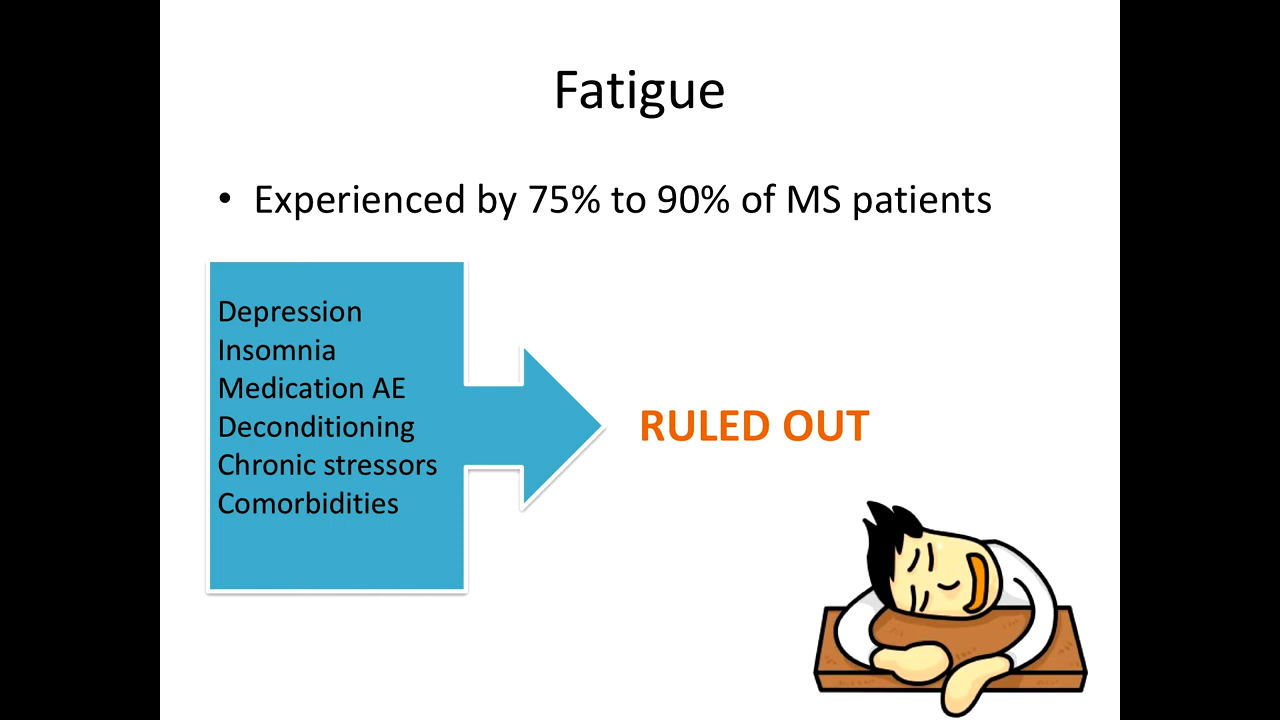 Fatigue
• Experienced by 75% to 90% of MS patients
Depression
Insomnia
Medication AE
Deconditioning
Chronic stressors
Comorbidities
RULED OUT